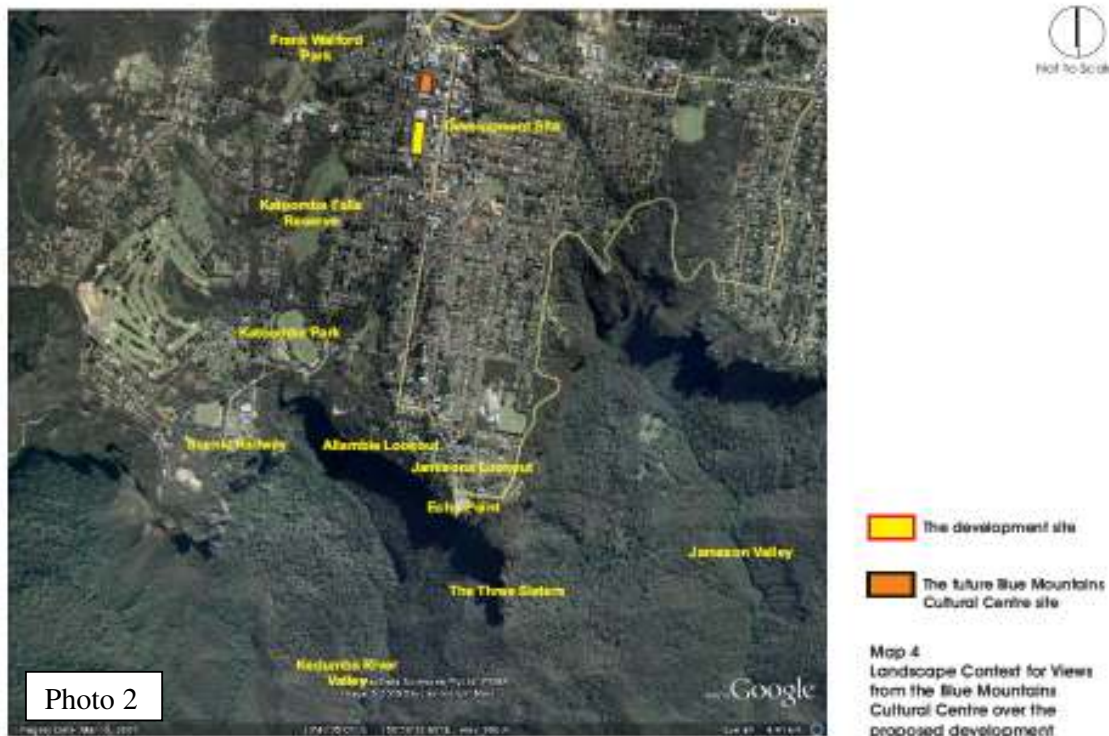 Not to Scale
Frank Walford
Park
Development Site
Katoomba Falls
Reserve
Katoomba Park
Scenic Railway
Allambie Lookout
Jamisons Lookout
Echo Point
Jameson Valley
The Three Sisters
Kedumba River
Valley
Google
Photo 2
The development site
The future Blue Mountains
Cultural Centre site
Map 4
Landscape Context for Views
from the Blue Mountains
Cultural Centre over the
proposed development